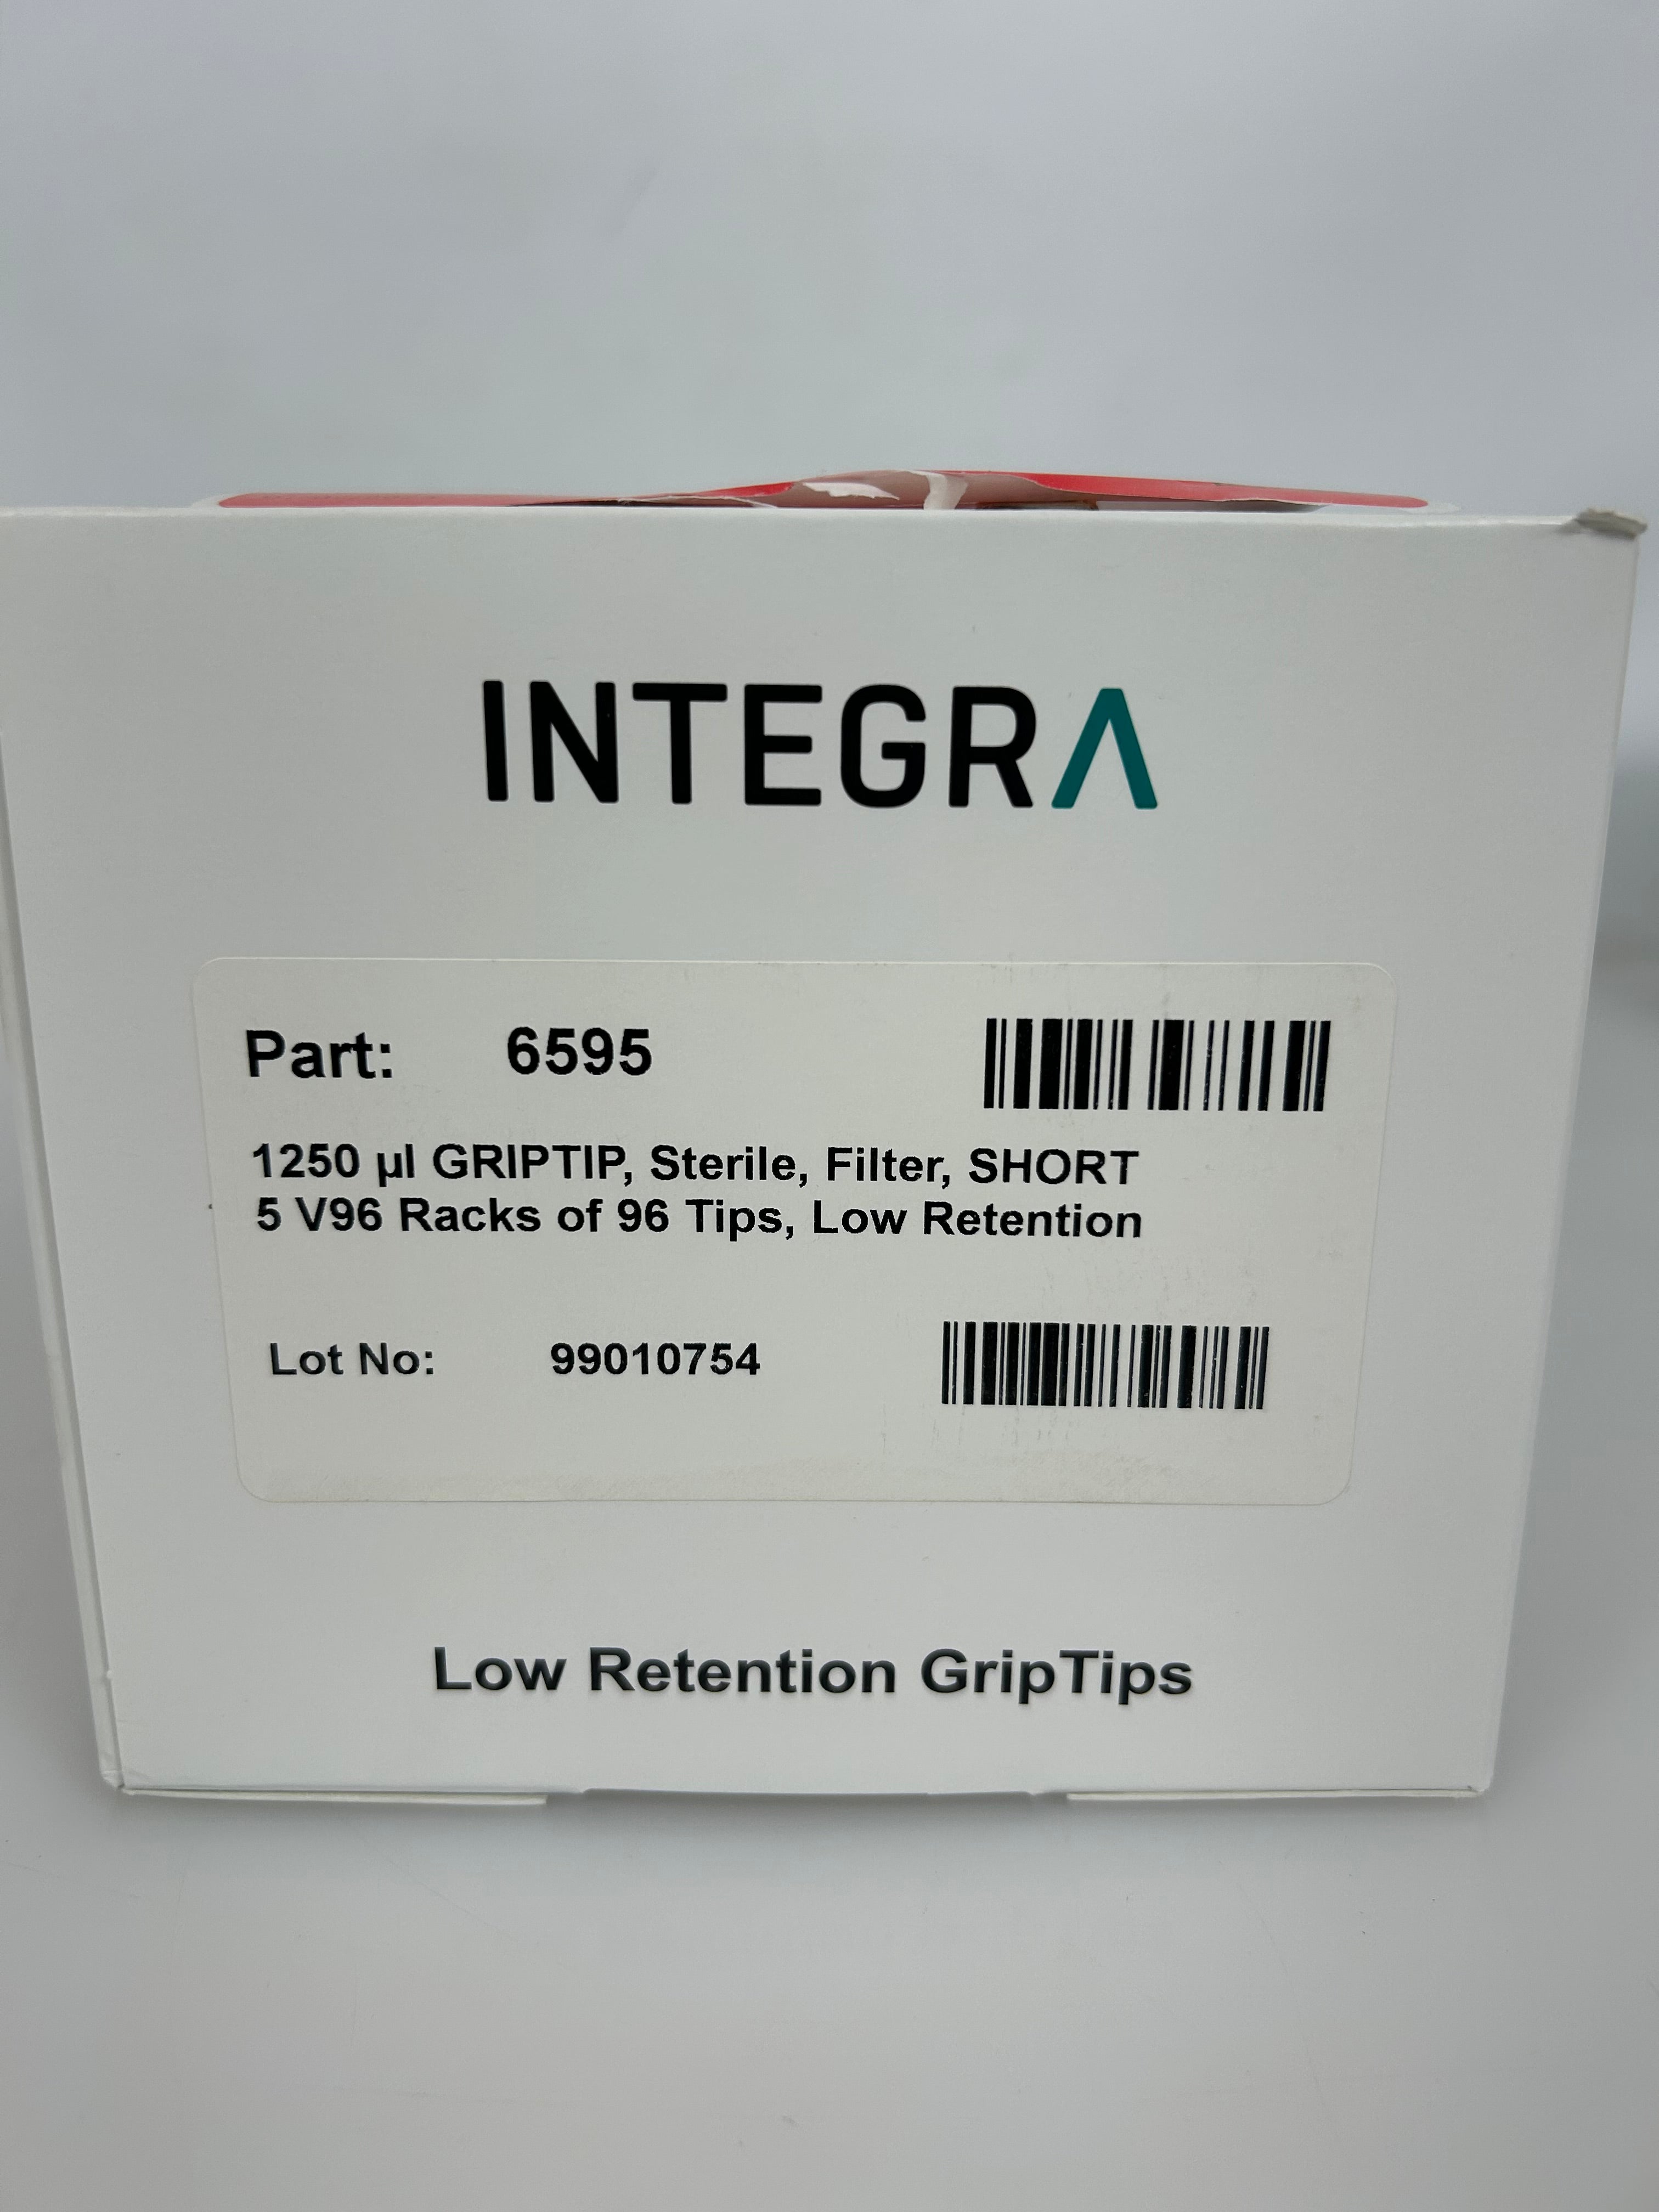 INTEGRA
Part: 6595
1250 µl GRIPTIP, Sterile, Filter, SHORT
5 V96 Racks of 96 Tips, Low Retention
Lot No: 99010754
Low Retention GripTips